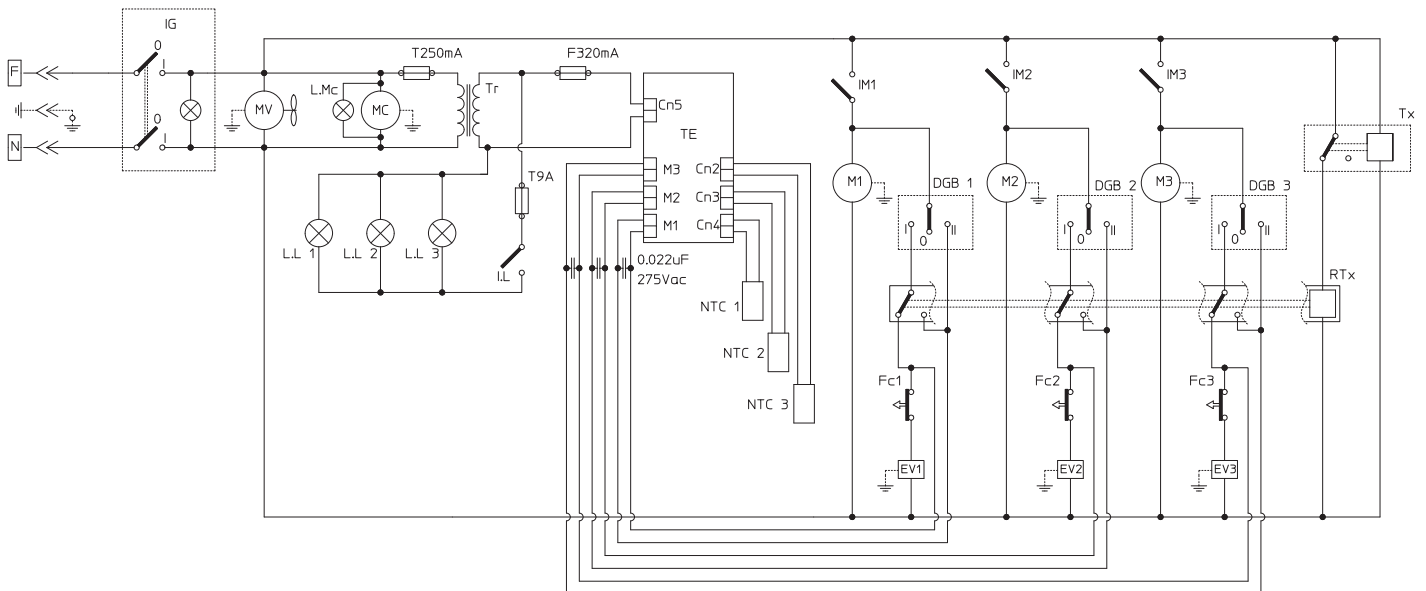 IG
0
I
F
N
0
I
MV
L.Mc
MC
T250mA
Tr
F320mA
Cn5
TE
M3
M2
M1
Cn2
Cn3
Cn4
T9A
I.L
L.L 1
L.L 2
L.L 3
0.022uF
275Vac
NTC 1
NTC 2
NTC 3
IM1
IM2
IM3
M1
M2
M3
DGB 1
I
0
II
DGB 2
I
0
II
DGB 3
I
0
II
Tx
RTx
Fc1
Fc2
Fc3
EV1
EV2
EV3